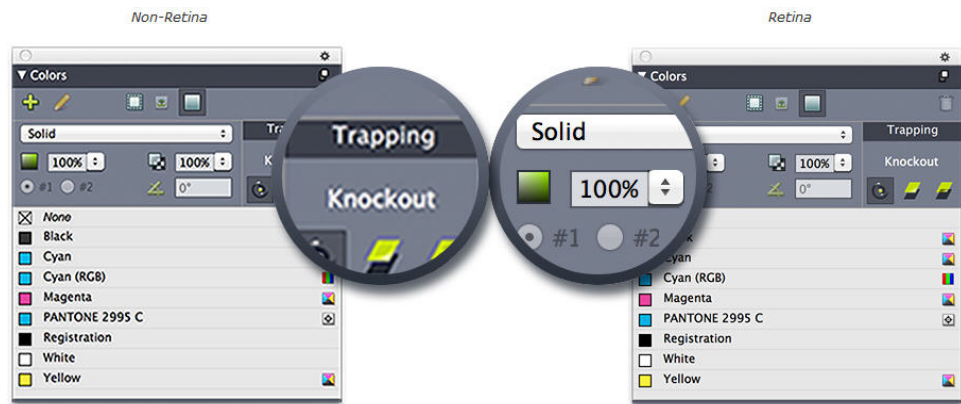 Non-Retina
Colors
Solid
100% 100%
#1 #2 0°
None
Black
Cyan
Cyan (RGB)
Magenta
PANTONE 2995 C
Registration
White
Yellow
Trapping
Knockout
Solid
100%
#1 #2
Retina
Colors
Trapping
100% Knockout
0°
Cyan
Cyan (RGB)
Magenta
PANTONE 2995 C
Registration
White
Yellow